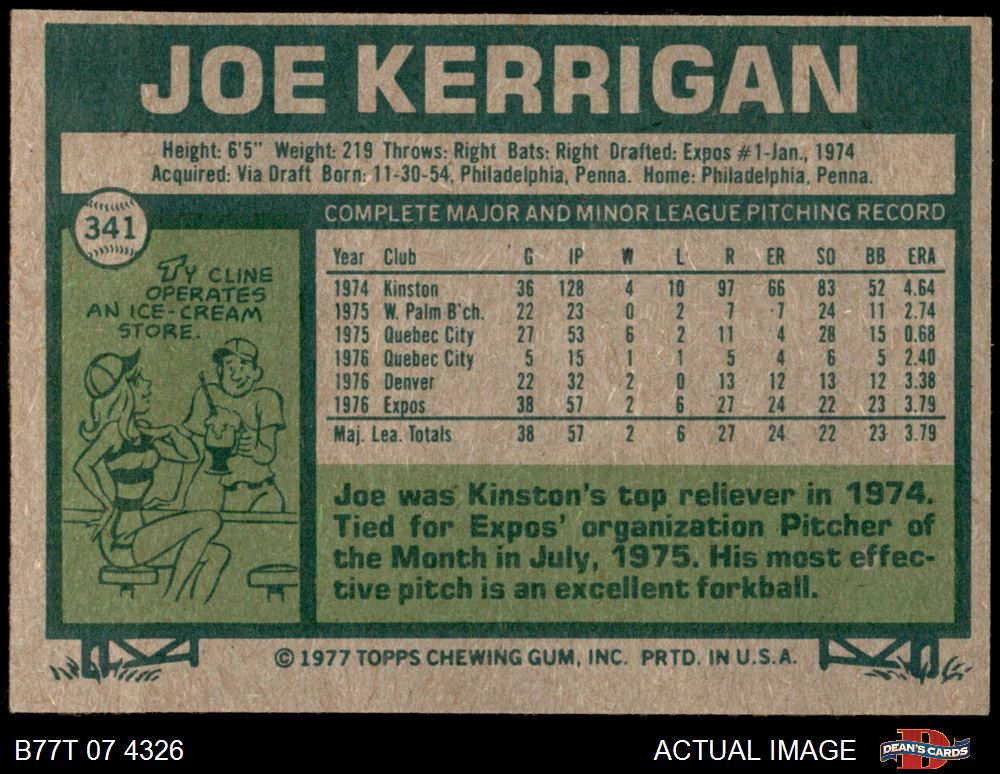 JOE KERRIGAN
Height: 6'5" Weight: 219 Throws: Right Bats: Right Drafted: Expos #1-Jan., 1974
Acquired: Via Draft Born: 11-30-54, Philadelphia, Penna. Home: Philadelphia, Penna.
341
TY CLINE
OPERATES
AN ICE-CREAM
STORE.
COMPLETE MAJOR AND MINOR LEAGUE PITCHING RECORD
Year Club G IP W L R ER SO BB ERA
1974 Kinston 36 128 4 10 97 66 83 52 4.64
1975 W. Palm B'ch. 22 23 0 2 7 7 24 11 2.74
1975 Quebec City 27 53 6 2 11 4 28 15 0.68
1976 Quebec City 5 15 1 1 5 4 6 5 2.40
1976 Denver 22 32 2 0 13 12 13 12 3.38
1976 Expos 38 57 2 6 27 24 22 23 3.79
Maj. Lea. Totals 38 57 2 6 27 24 22 23 3.79
Joe was Kinston's top reliever in 1974.
Tied for Expos' organization Pitcher of
the Month in July, 1975. His most effec-
tive pitch is an excellent forkball.
© 1977 TOPPS CHEWING GUM, INC. PRTD. IN U.S.A.
B77T 07 4326
ACTUAL IMAGE
DEAN'S CARDS